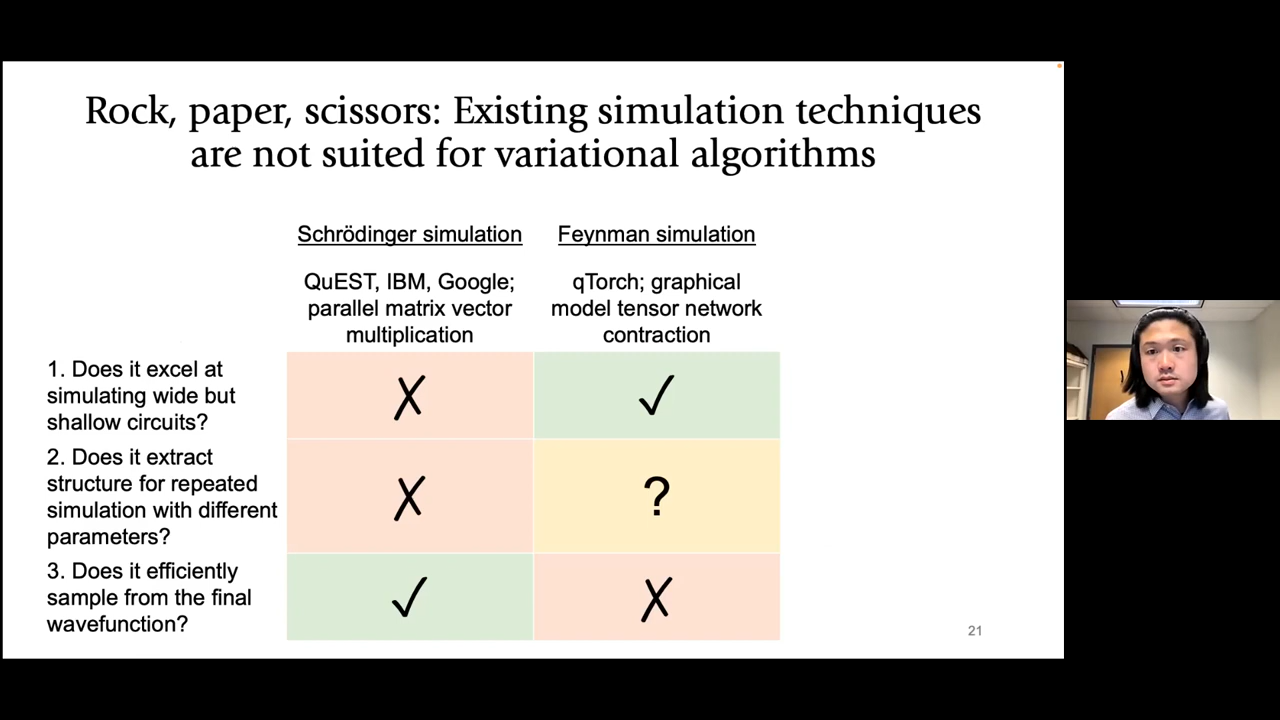 Rock, paper, scissors: Existing simulation techniques
are not suited for variational algorithms
Schrödinger simulation
Feynman simulation
QuEST, IBM, Google;
parallel matrix vector
multiplication
qTorch; graphical
model tensor network
contraction
1. Does it excel at
simulating wide but
shallow circuits?
✗
✓
2. Does it extract
structure for repeated
simulation with different
parameters?
✗
?
3. Does it efficiently
sample from the final
wavefunction?
✓
✗
21